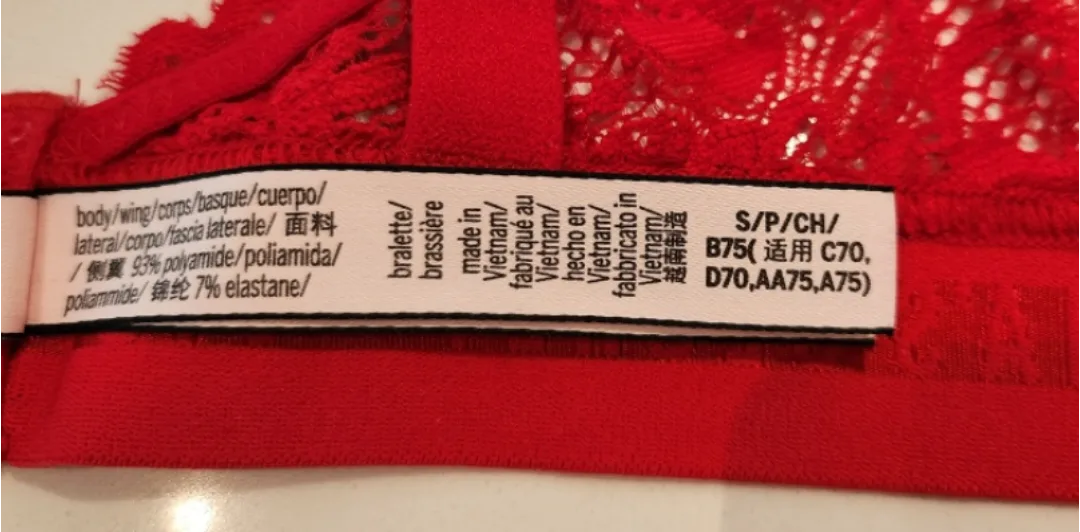 body/wing/corps/basque/cuerpo/
lateral/corpo/fascia laterale/ 面料
/ 侧翼 93% polyamide/poliamida/
poliammide/ 锦纶 7% elastane/
bralette/
brassière
made in
Vietnam/
fabriqué au
Vietnam/
hecho en
Vietnam/
fabbricato in
Vietnam/
越南制造
S/P/CH/
B75( 适用 C70,
D70,AA75,A75)